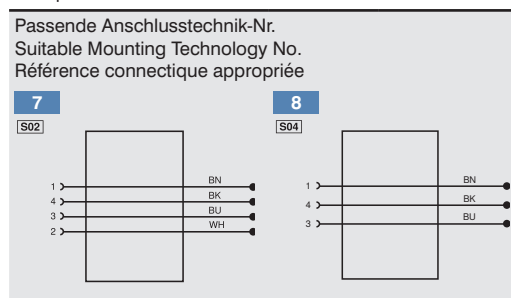 Passende Anschlusstechnik-Nr.
Suitable Mounting Technology No.
Référence connectique appropriée
7
S02
1 BN
4 BK
3 BU
2 WH
8
S04
1 BN
4 BK
3 BU